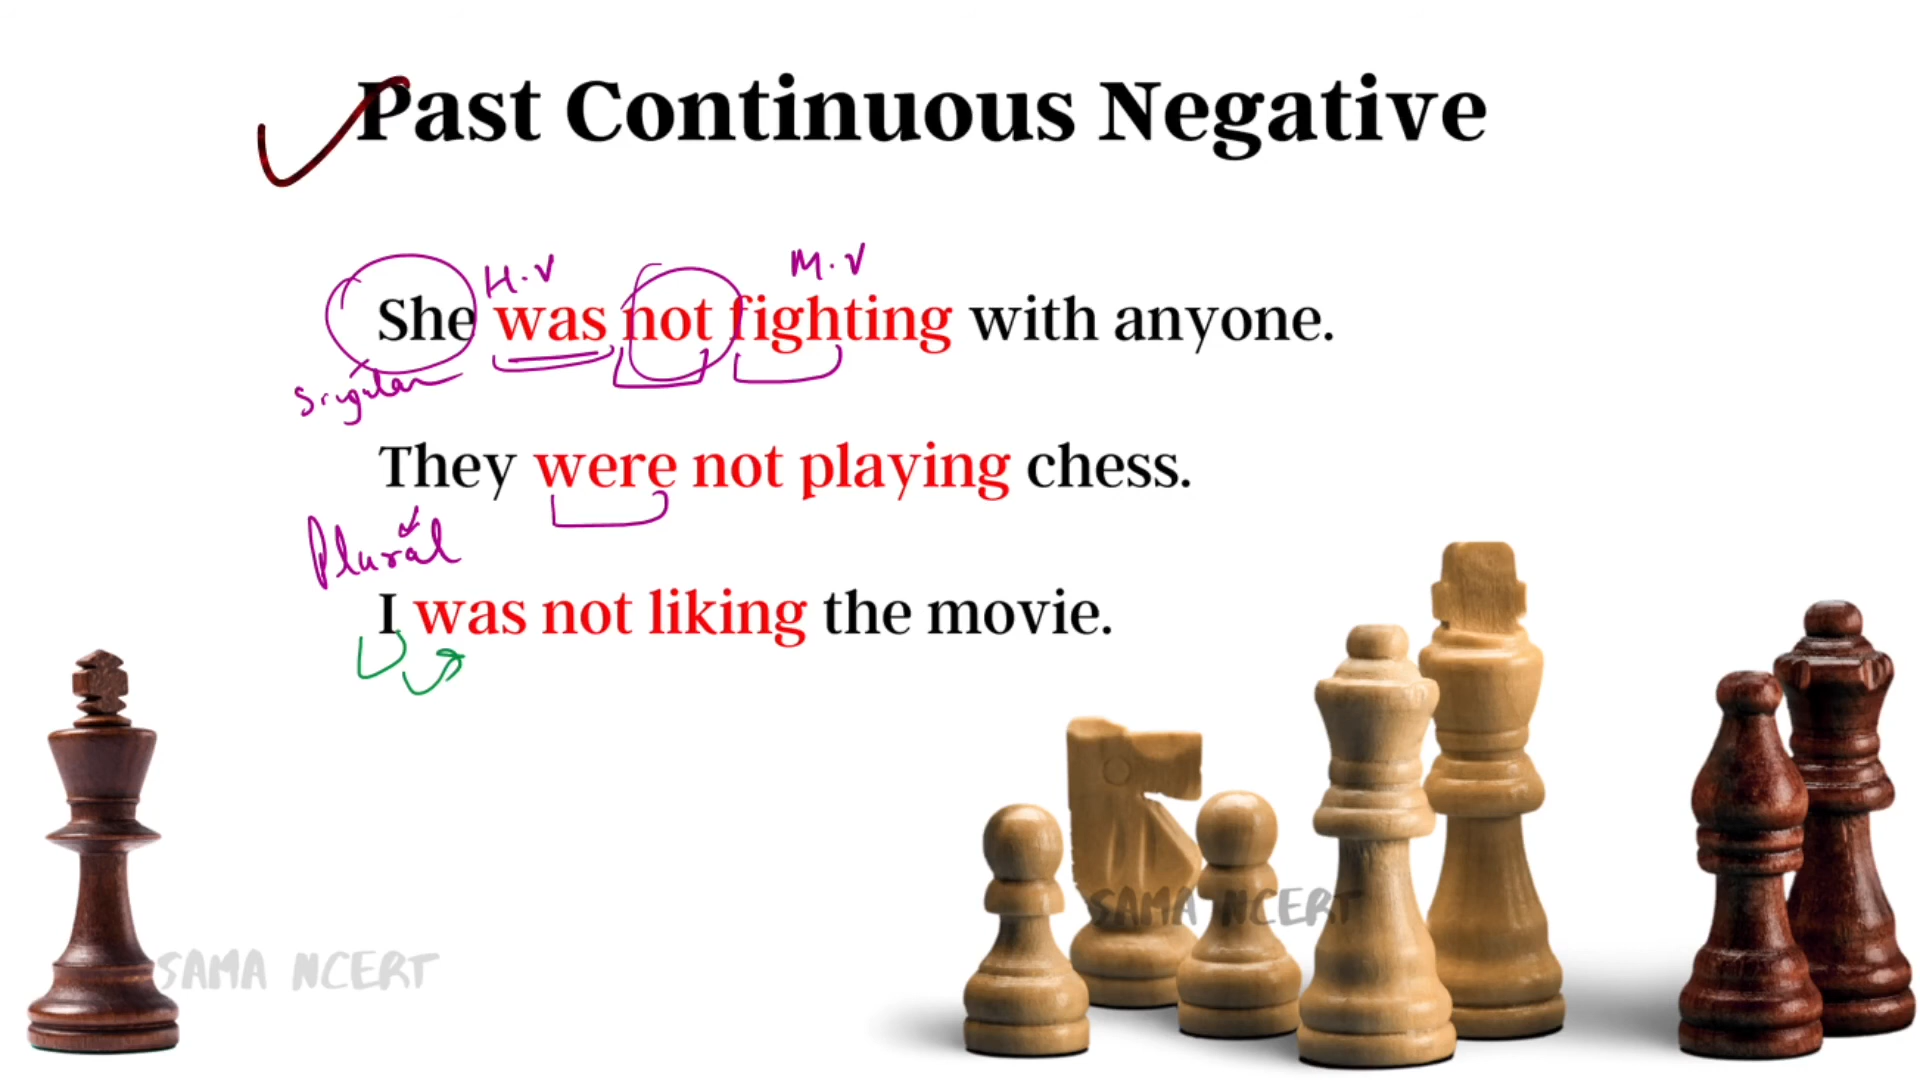 Past Continuous Negative
H.V M.V
She was not fighting with anyone.
Singular
They were not playing chess.
Plural
I was not liking the movie.
SAMA NCERT
SAMA NCERT